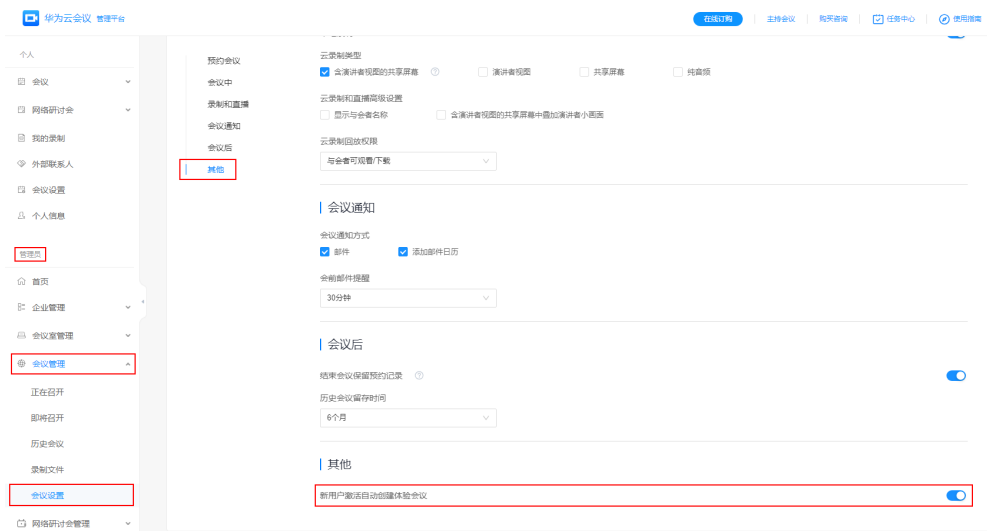 华为云会议 管理平台
在线订购 主持会议 购买咨询 任务中心 使用指南
个人
会议
网络研讨会
我的录制
外部联系人
会议设置
个人信息
管理员
首页
企业管理
会议室管理
会议管理
正在召开
即将召开
历史会议
录制文件
会议设置
网络研讨会管理
预约会议
会议中
录制和直播
会议通知
会议后
其他
云录制类型
含演讲者视图的共享屏幕 演讲者视图 共享屏幕 纯音频
云录制和直播高级设置
显示与会者名称 含演讲者视图的共享屏幕中叠加演讲者小画面
云录制回放权限
与会者可观看/下载
会议通知
会议通知方式
邮件 添加邮件日历
会前邮件提醒
30分钟
会议后
结束会议保留预约记录
历史会议留存时间
6个月
其他
新用户激活自动创建体验会议